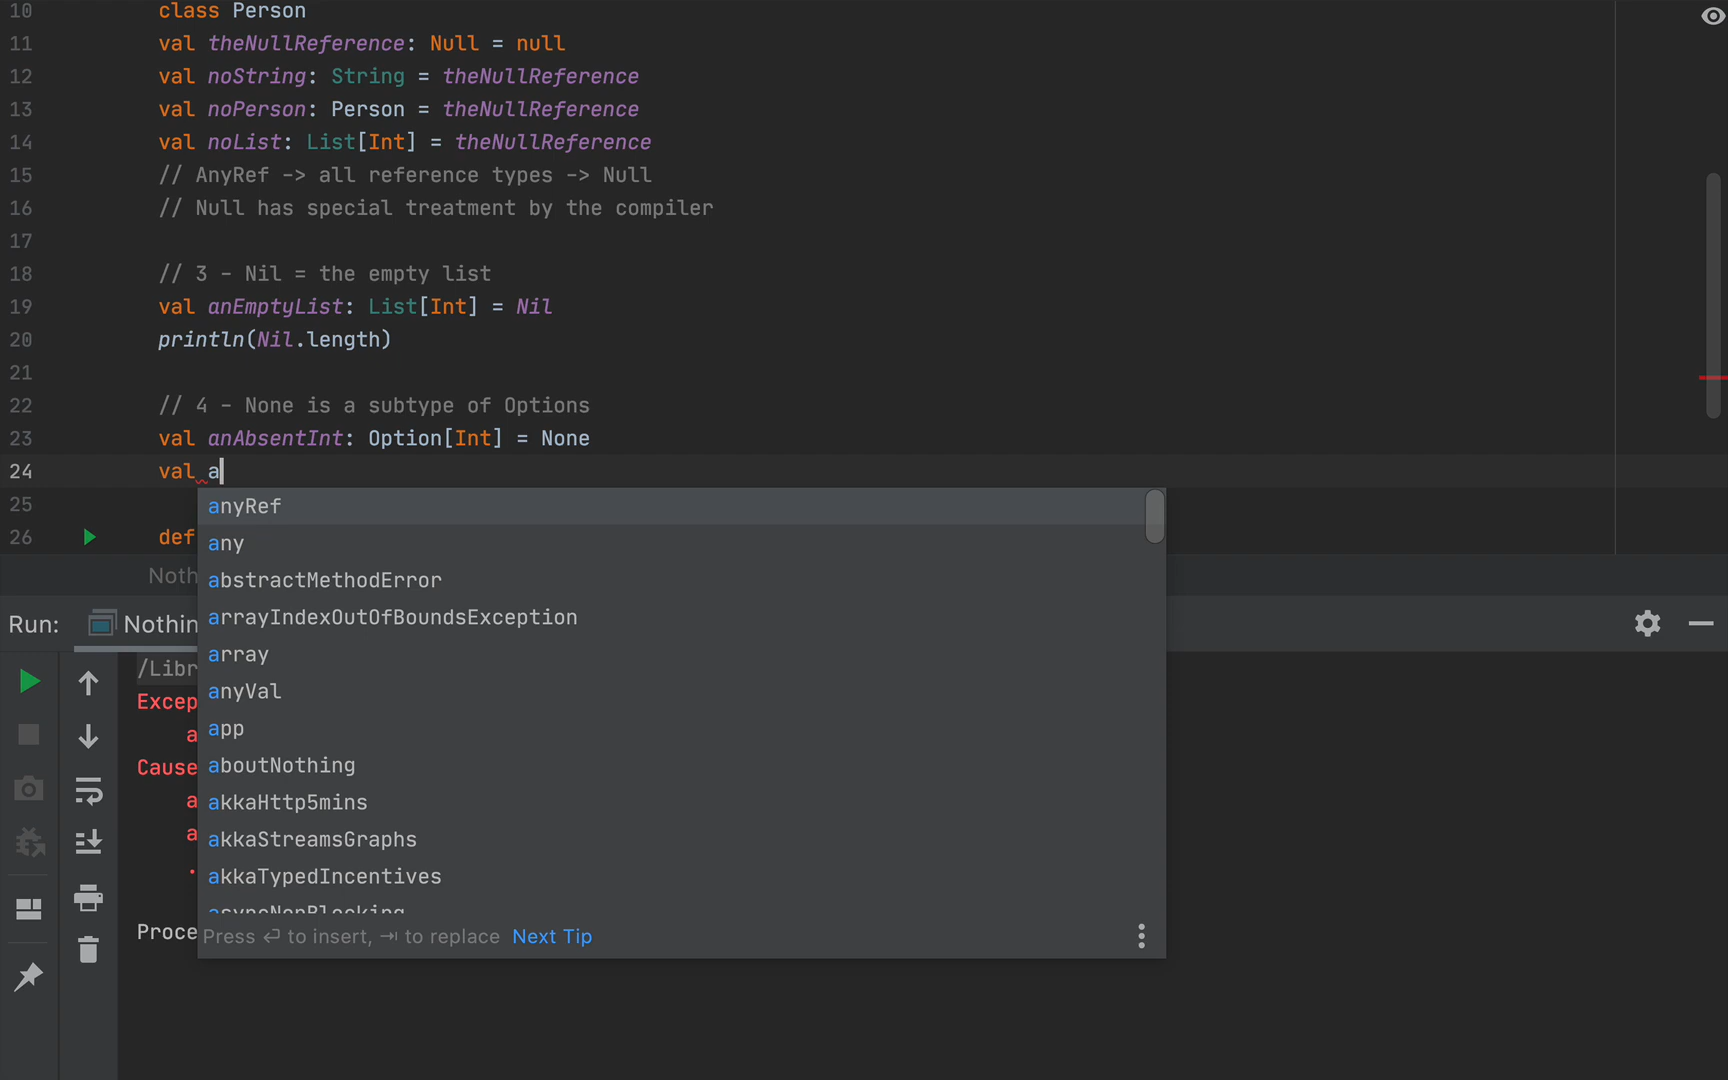 10 class Person
11 val theNullReference: Null = null
12 val noString: String = theNullReference
13 val noPerson: Person = theNullReference
14 val noList: List[Int] = theNullReference
15 // AnyRef -> all reference types -> Null
16 // Null has special treatment by the compiler
17
18 // 3 - Nil = the empty list
19 val anEmptyList: List[Int] = Nil
20 println(Nil.length)
21
22 // 4 - None is a subtype of Options
23 val anAbsentInt: Option[Int] = None
24 val a
25
26 def
anyRef
any
abstractMethodError
arrayIndexOutOfBoundsException
array
anyVal
app
aboutNothing
akkaHttp5mins
akkaStreamsGraphs
akkaTypedIncentives
asyncNonBlocking
Press ⏎ to insert, ⇥ to replace Next Tip
Noth
Run: Nothin
/Libr
Excep
a
Cause
a
a
.
Proce